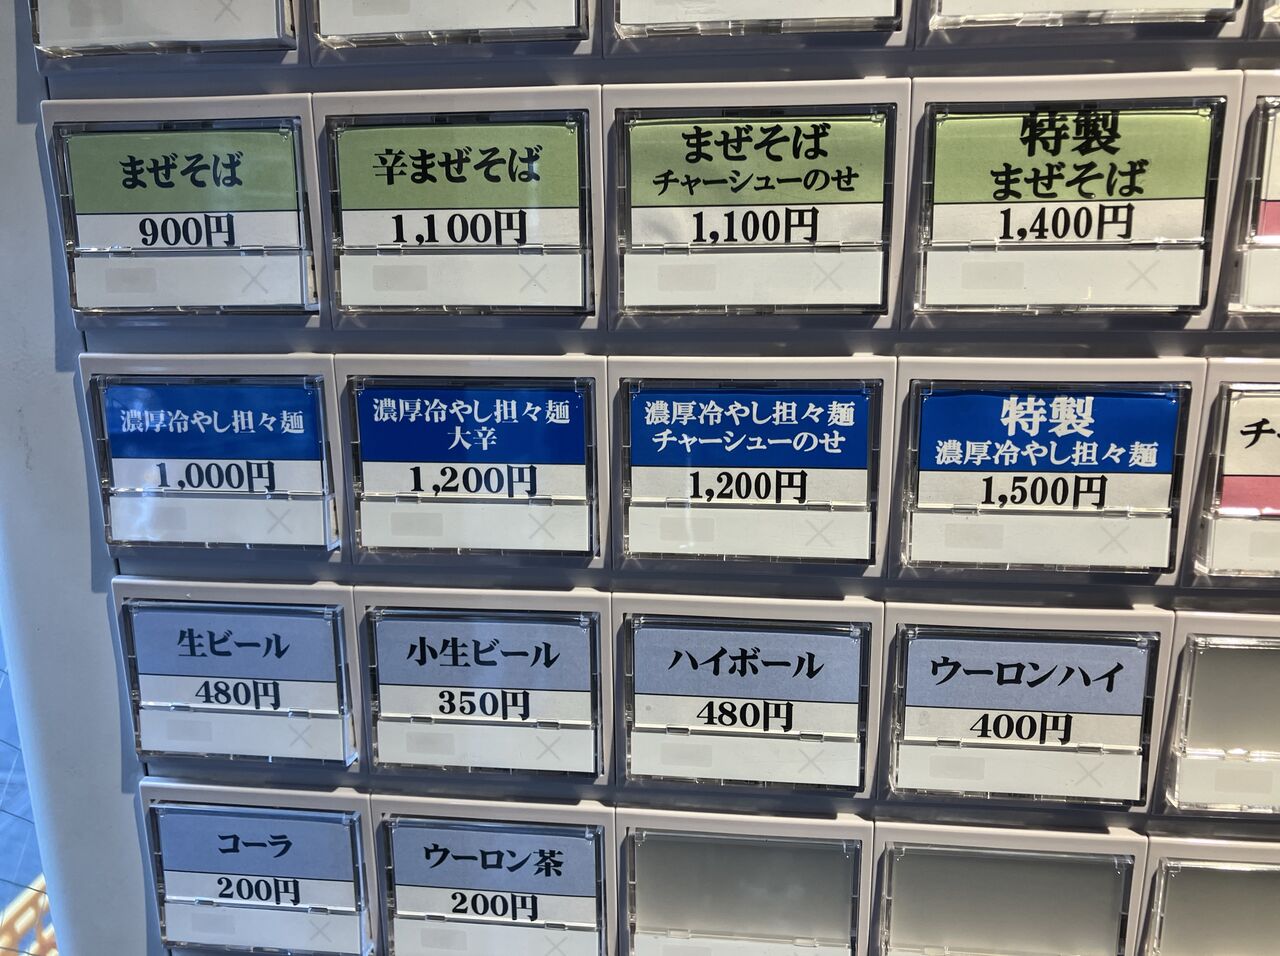 まぜそば
900円
辛まぜそば
1,100円
まぜそば
チャーシューのせ
1,100円
特製
まぜそば
1,400円
濃厚冷やし担々麺
1,000円
濃厚冷やし担々麺
大辛
1,200円
濃厚冷やし担々麺
チャーシューのせ
1,200円
特製
濃厚冷やし担々麺
1,500円
チ
生ビール
480円
小生ビール
350円
ハイボール
480円
ウーロンハイ
400円
コーラ
200円
ウーロン茶
200円